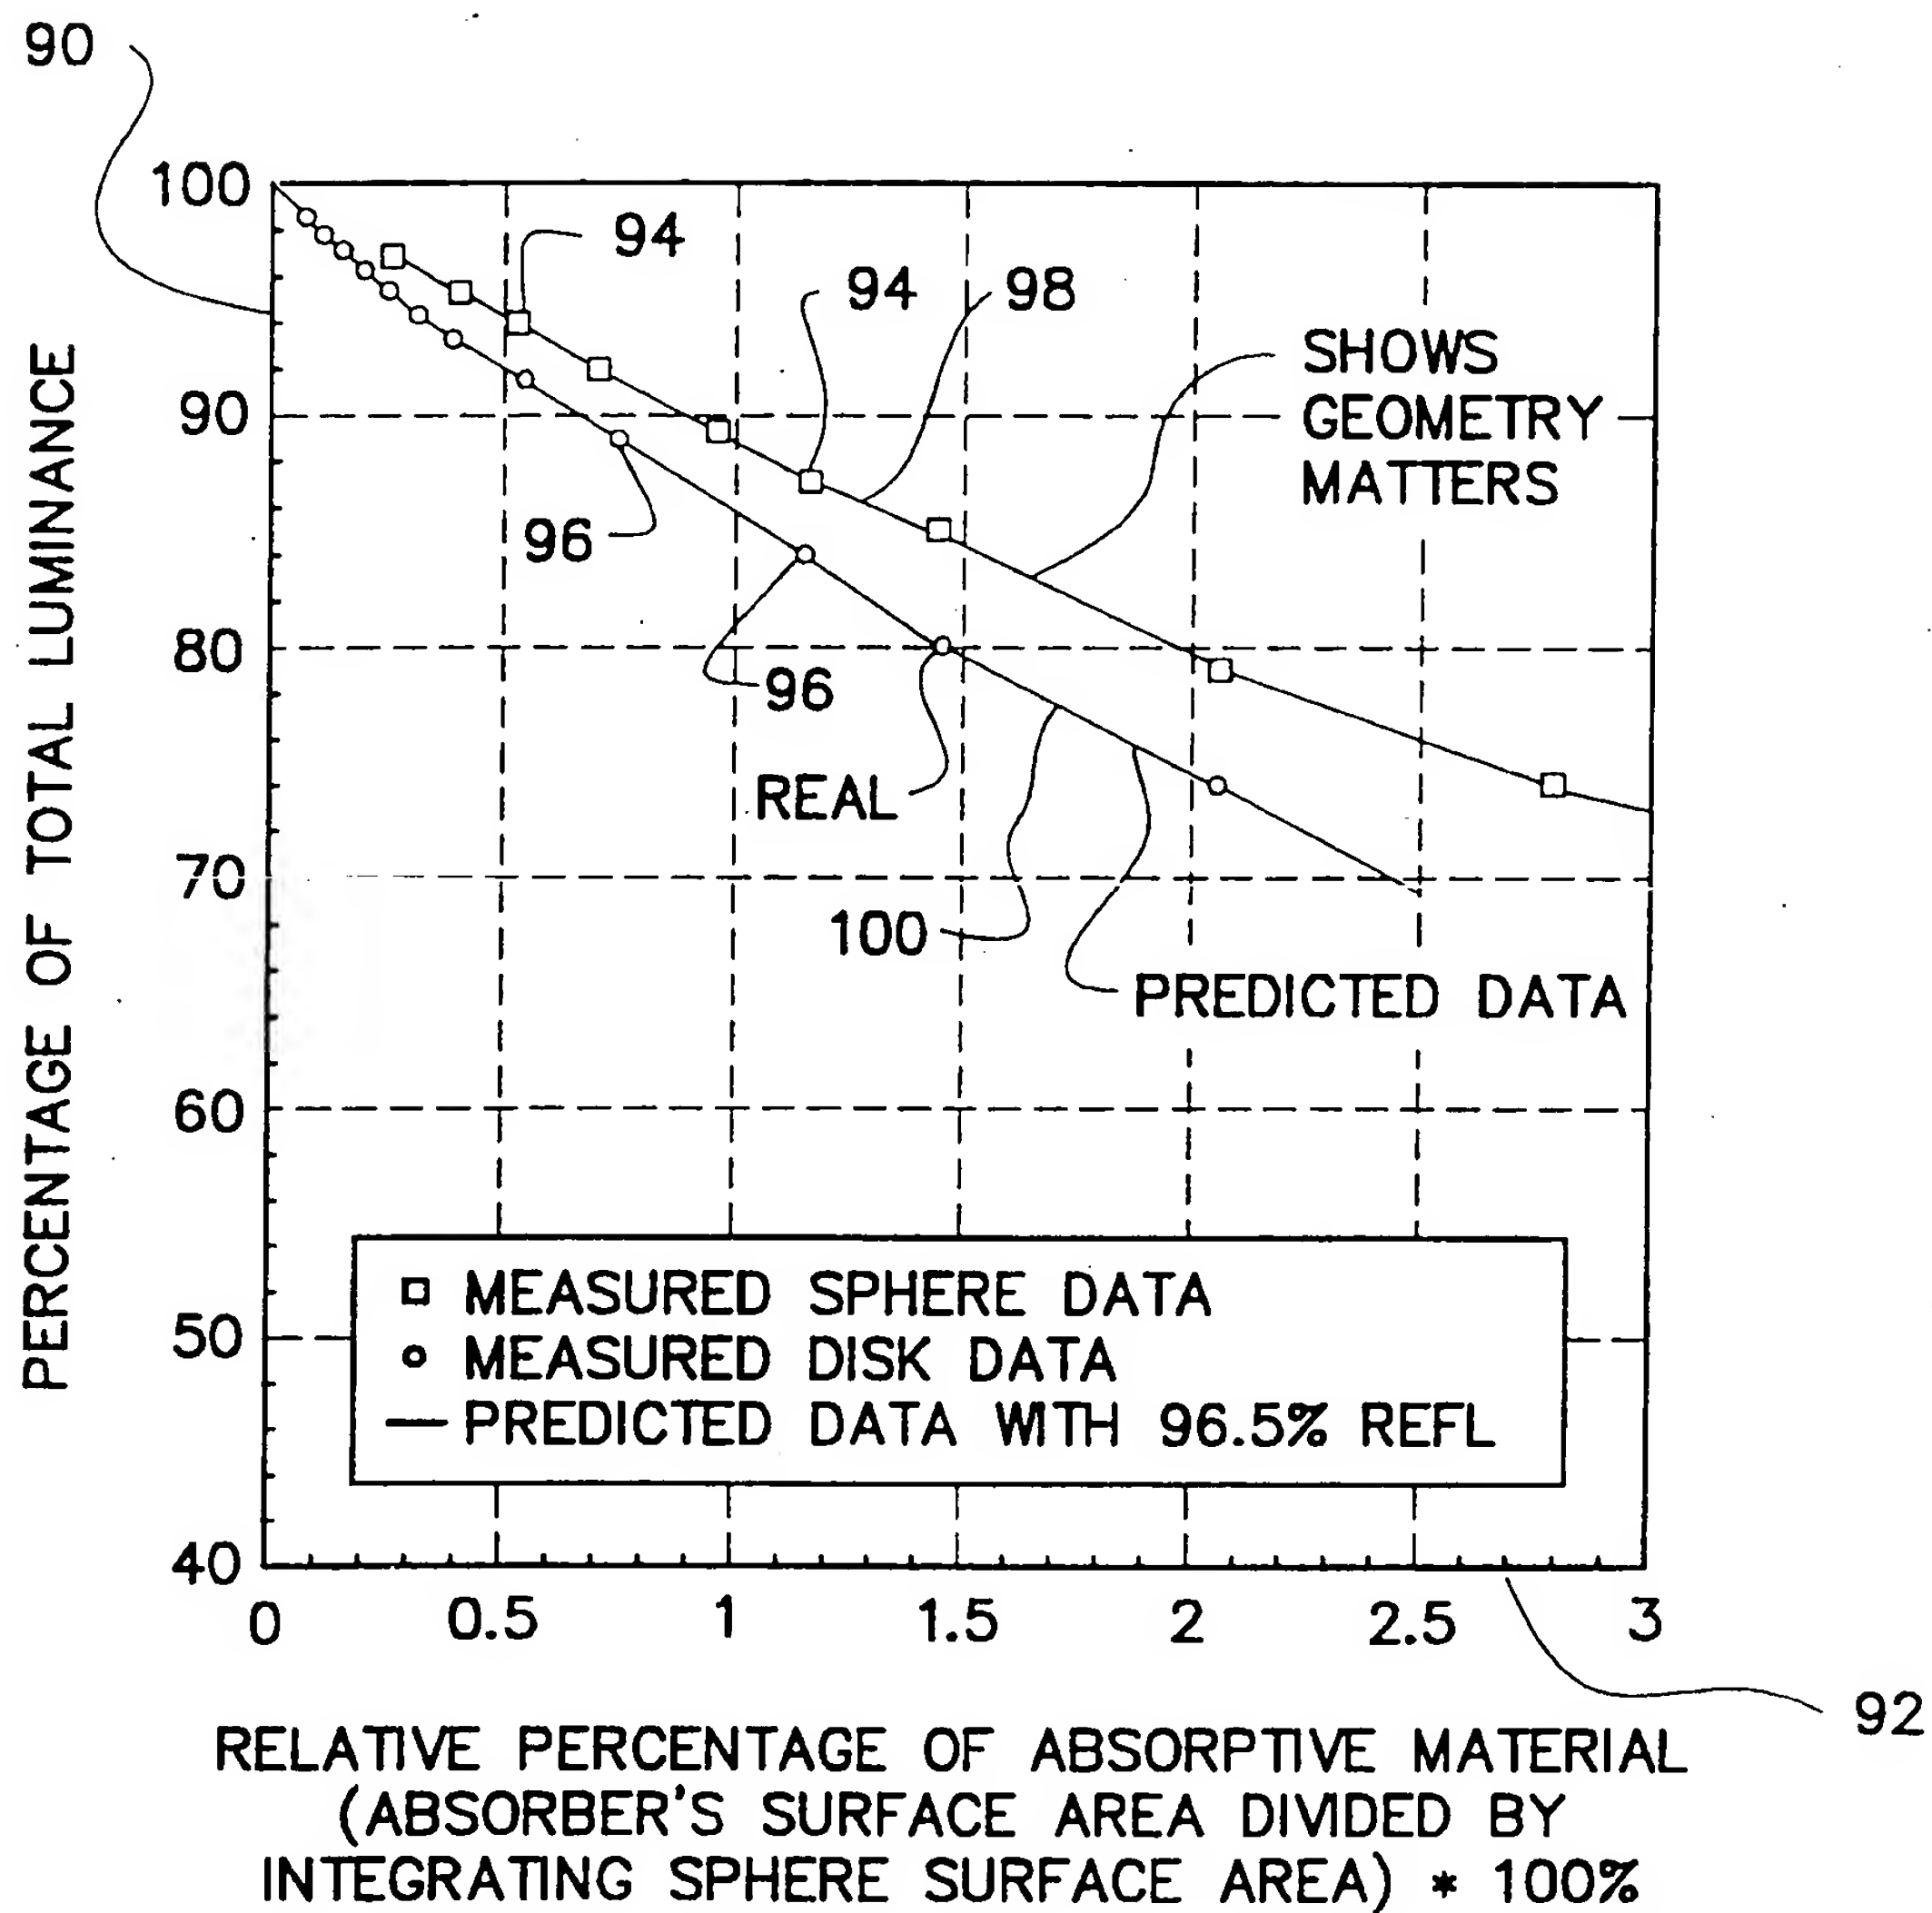 90
100
94
94
98
SHOWS
GEOMETRY
MATTERS
90
96
80
96
REAL
70
100
PREDICTED DATA
60
50
40
PERCENTAGE OF TOTAL LUMINANCE
□ MEASURED SPHERE DATA
○ MEASURED DISK DATA
— PREDICTED DATA WITH 96.5% REFL
0 0.5 1 1.5 2 2.5 3
92
RELATIVE PERCENTAGE OF ABSORPTIVE MATERIAL
(ABSORBER'S SURFACE AREA DIVIDED BY
INTEGRATING SPHERE SURFACE AREA) * 100%